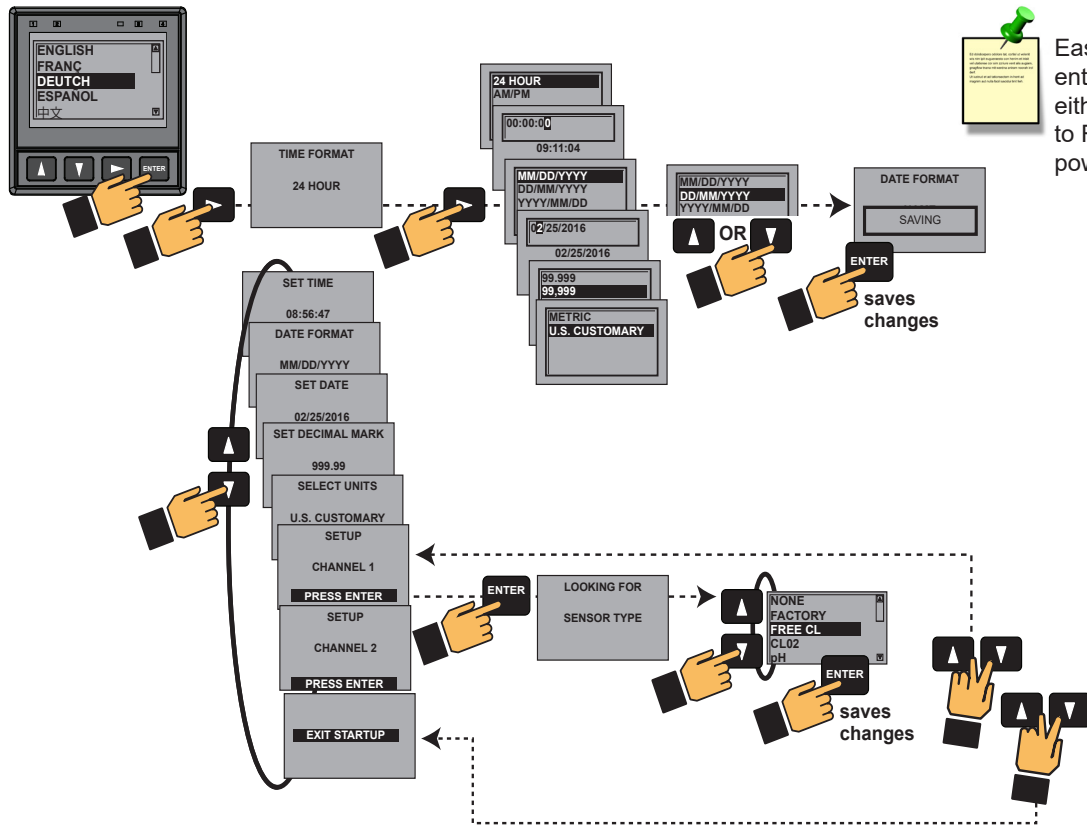 ENGLISH
FRANÇ
DEUTCH
ESPAÑOL
中文
ENTER
TIME FORMAT
24 HOUR
24 HOUR
AM/PM
00:00:00
09:11:04
MM/DD/YYYY
DD/MM/YYYY
YYYY/MM/DD
02/25/2016
02/25/2016
99.999
99,999
METRIC
U.S. CUSTOMARY
MM/DD/YYYY
DD/MM/YYYY
YYYY/MM/DD
OR
DATE FORMAT
SAVING
ENTER
saves
changes
Eas
ent
eith
to F
pow
SET TIME
08:56:47
DATE FORMAT
MM/DD/YYYY
SET DATE
02/25/2016
SET DECIMAL MARK
999.99
SELECT UNITS
U.S. CUSTOMARY
SETUP
CHANNEL 1
PRESS ENTER
SETUP
CHANNEL 2
PRESS ENTER
EXIT STARTUP
ENTER
LOOKING FOR
SENSOR TYPE
NONE
FACTORY
FREE CL
CL02
pH
ENTER
saves
changes